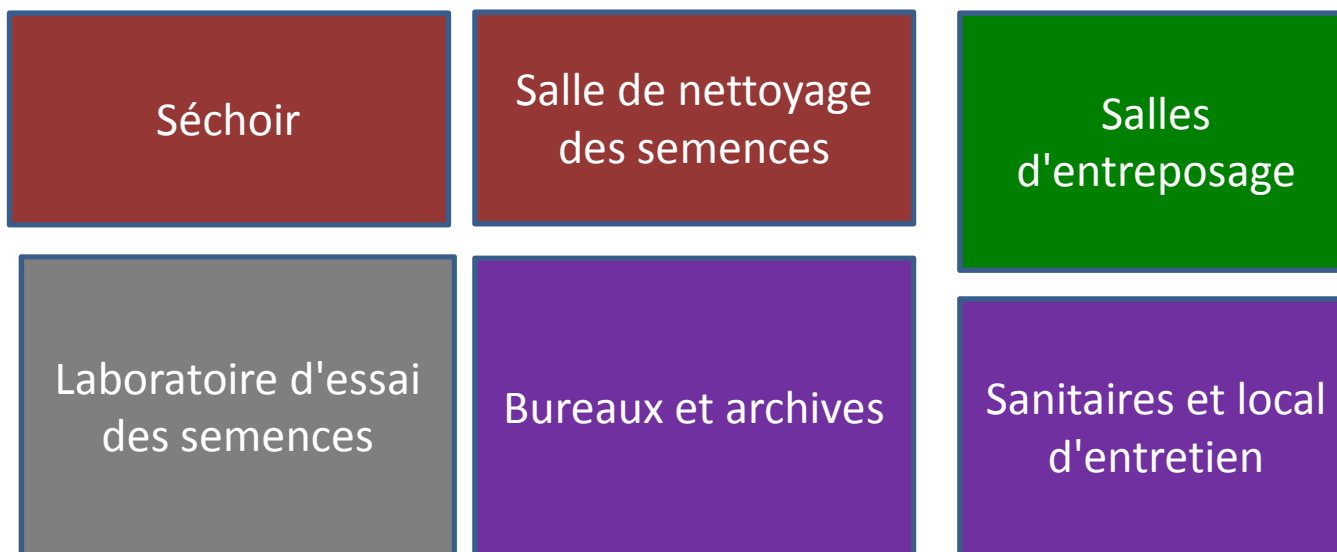 Séchoir
Salle de nettoyage
des semences
Salles
d'entreposage
Laboratoire d'essai
des semences
Bureaux et archives
Sanitaires et local
d'entretien